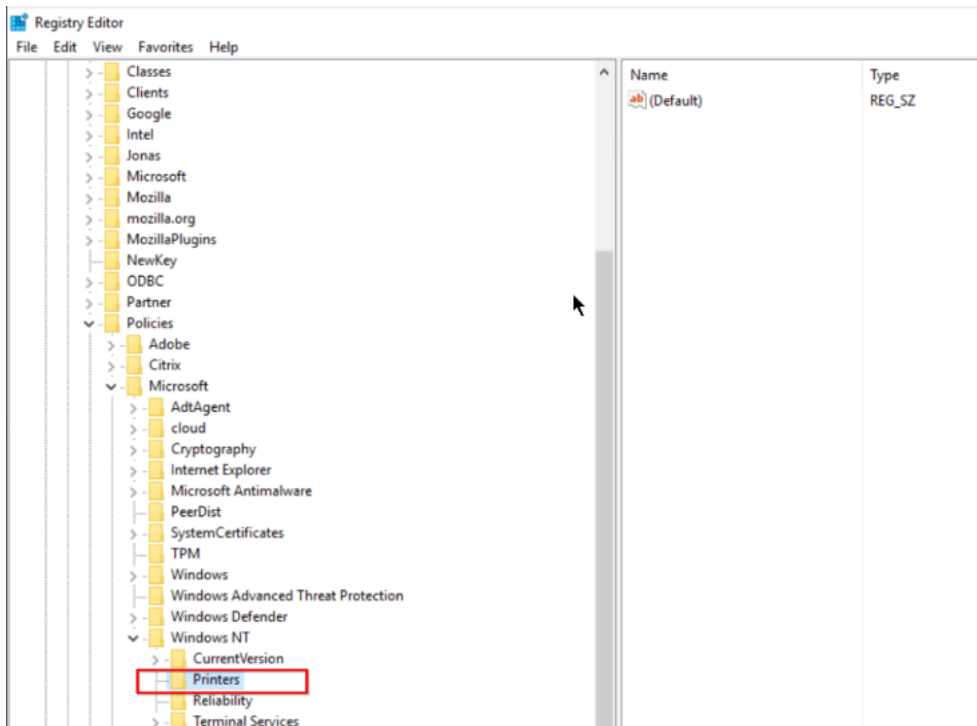 Registry Editor
File Edit View Favorites Help
Classes
Clients
Google
Intel
Jonas
Microsoft
Mozilla
mozilla.org
MozillaPlugins
NewKey
ODBC
Partner
Policies
Adobe
Citrix
Microsoft
AdtAgent
cloud
Cryptography
Internet Explorer
Microsoft Antimalware
PeerDist
SystemCertificates
TPM
Windows
Windows Advanced Threat Protection
Windows Defender
Windows NT
CurrentVersion
Printers
Reliability
Terminal Services
Name Type
ab (Default) REG_SZ